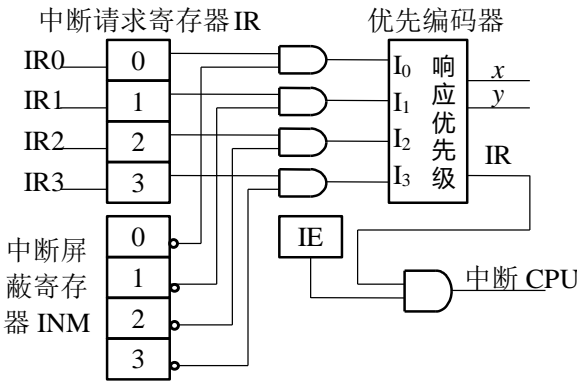 中断请求寄存器 IR
优先编码器
IR0
IR1
IR2
IR3
0
1
2
3
I0
I1
I2
I3
响应优先级
x
y
IR
中断屏
蔽寄存
器 INM
0
1
2
3
IE
中断 CPU